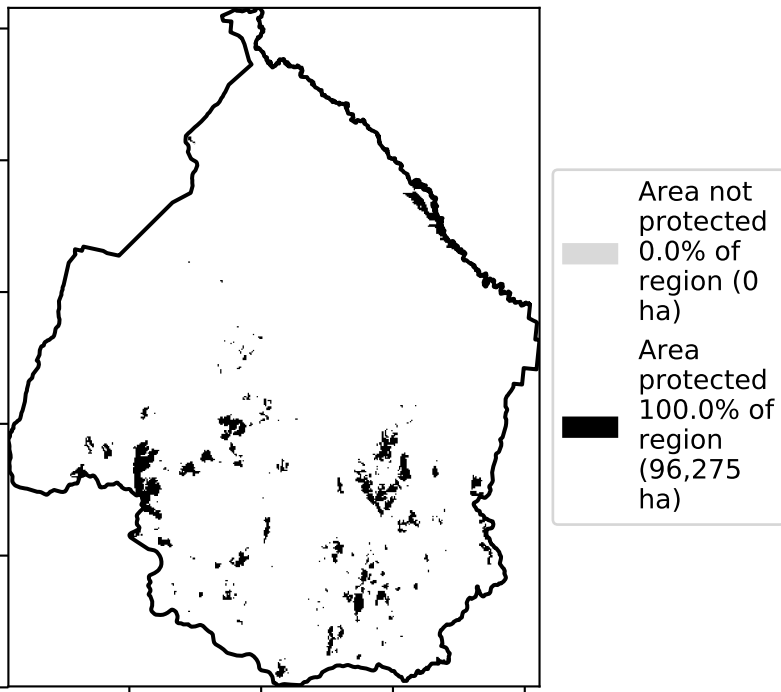 Area not
protected
0.0% of
region (0
ha)
Area
protected
100.0% of
region
(96,275
ha)